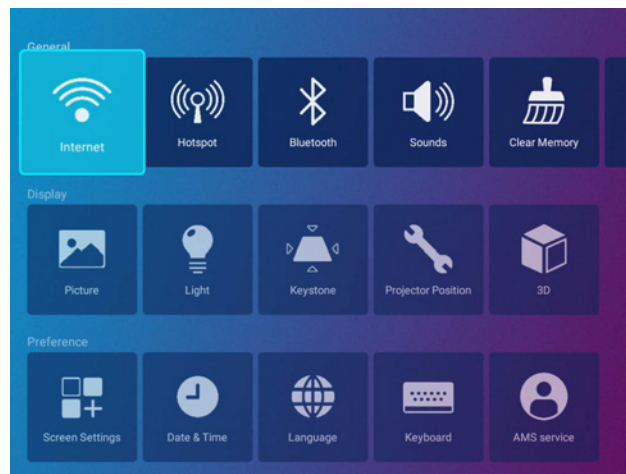 General
Internet
Hotspot
Bluetooth
Sounds
Clear Memory
Display
Picture
Light
Keystone
Projector Position
3D
Preference
Screen Settings
Date & Time
Language
Keyboard
AMS service